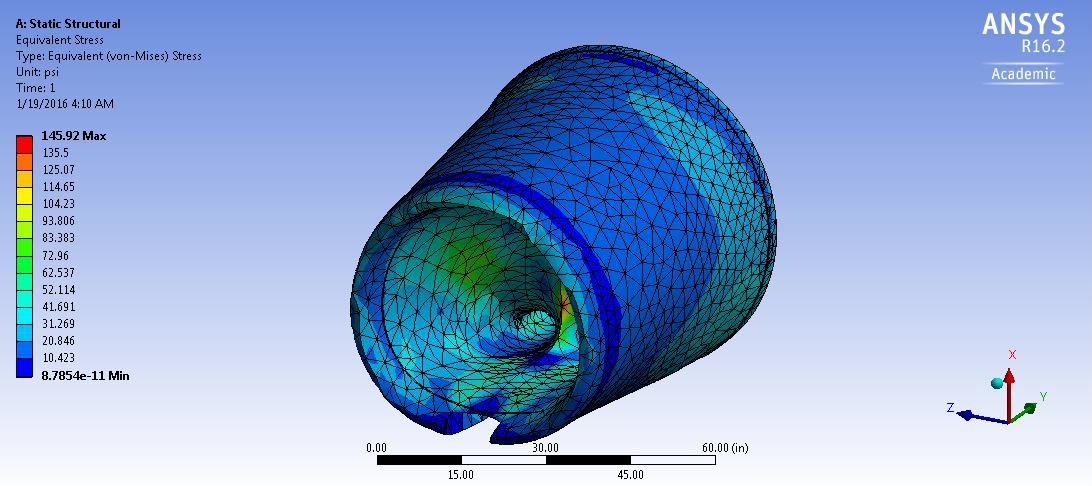 A: Static Structural
Equivalent Stress
Type: Equivalent (von-Mises) Stress
Unit: psi
Time: 1
1/19/2016 4:10 AM
145.92 Max
135.5
125.07
114.65
104.23
93.806
83.383
72.96
62.537
52.114
41.691
31.269
20.846
10.423
8.7854e-11 Min
ANSYS
R16.2
Academic
X
Y
Z
0.00 30.00 60.00 (in)
15.00 45.00